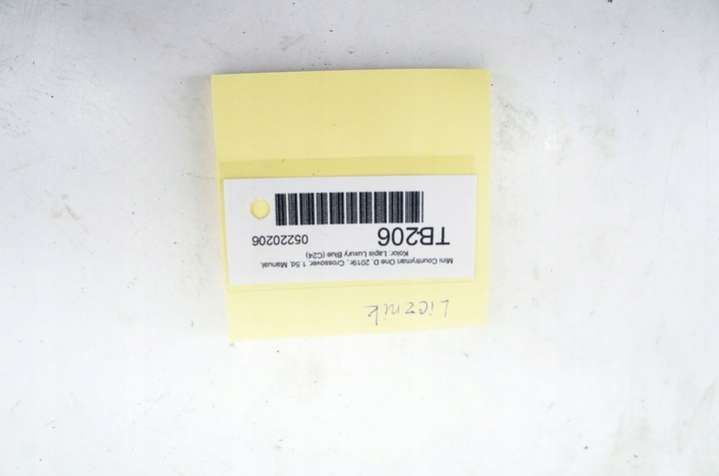 Licznik
Mini Countryman One D, 2019r., Crossover, 1.5d, Manual,
Kolor: Lapis Luxury Blue (C24)
TB206 05220206